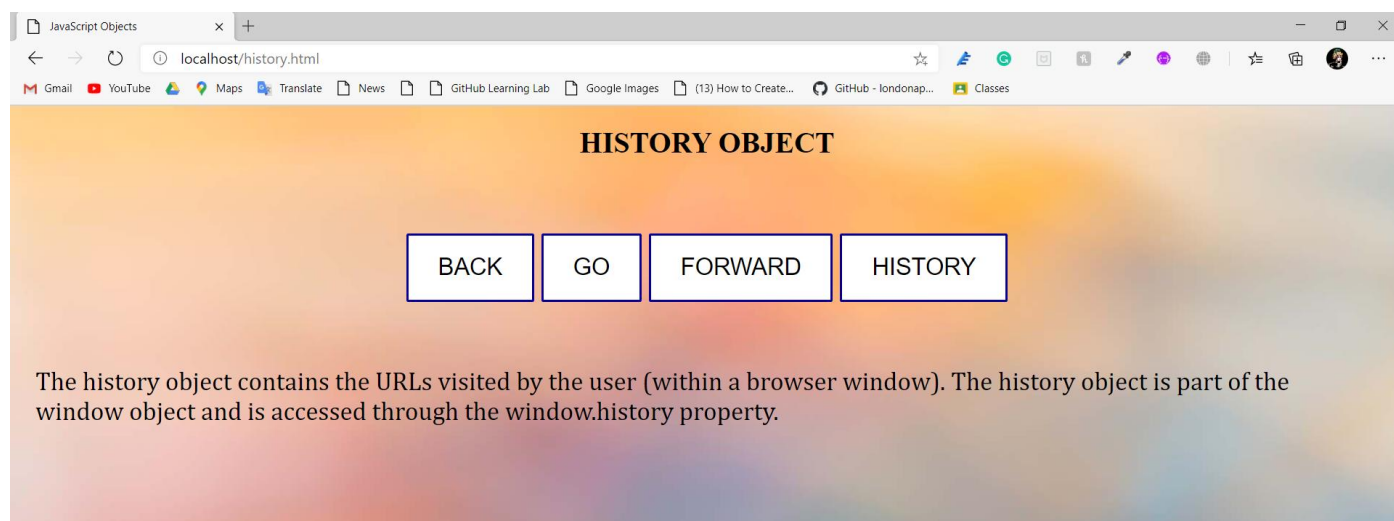 JavaScript Objects
localhost/history.html
Gmail YouTube Maps Translate News GitHub Learning Lab Google Images (13) How to Create... GitHub - londonap... Classes
HISTORY OBJECT
BACK GO FORWARD HISTORY
The history object contains the URLs visited by the user (within a browser window). The history object is part of the
window object and is accessed through the window.history property.